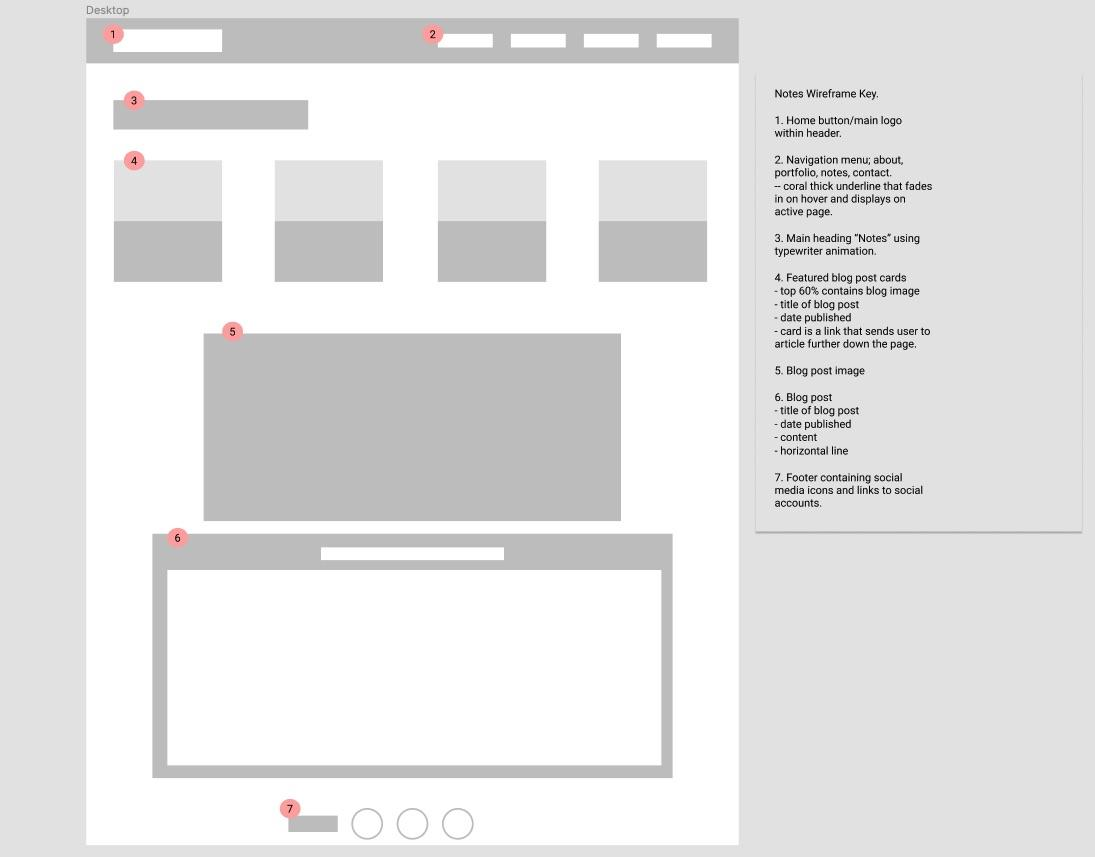 Desktop
1
2
3
4
5
6
7
Notes Wireframe Key.
1. Home button/main logo
within header.
2. Navigation menu; about,
portfolio, notes, contact.
-- coral thick underline that fades
in on hover and displays on
active page.
3. Main heading “Notes” using
typewriter animation.
4. Featured blog post cards
- top 60% contains blog image
- title of blog post
- date published
- card is a link that sends user to
article further down the page.
5. Blog post image
6. Blog post
- title of blog post
- date published
- content
- horizontal line
7. Footer containing social
media icons and links to social
accounts.